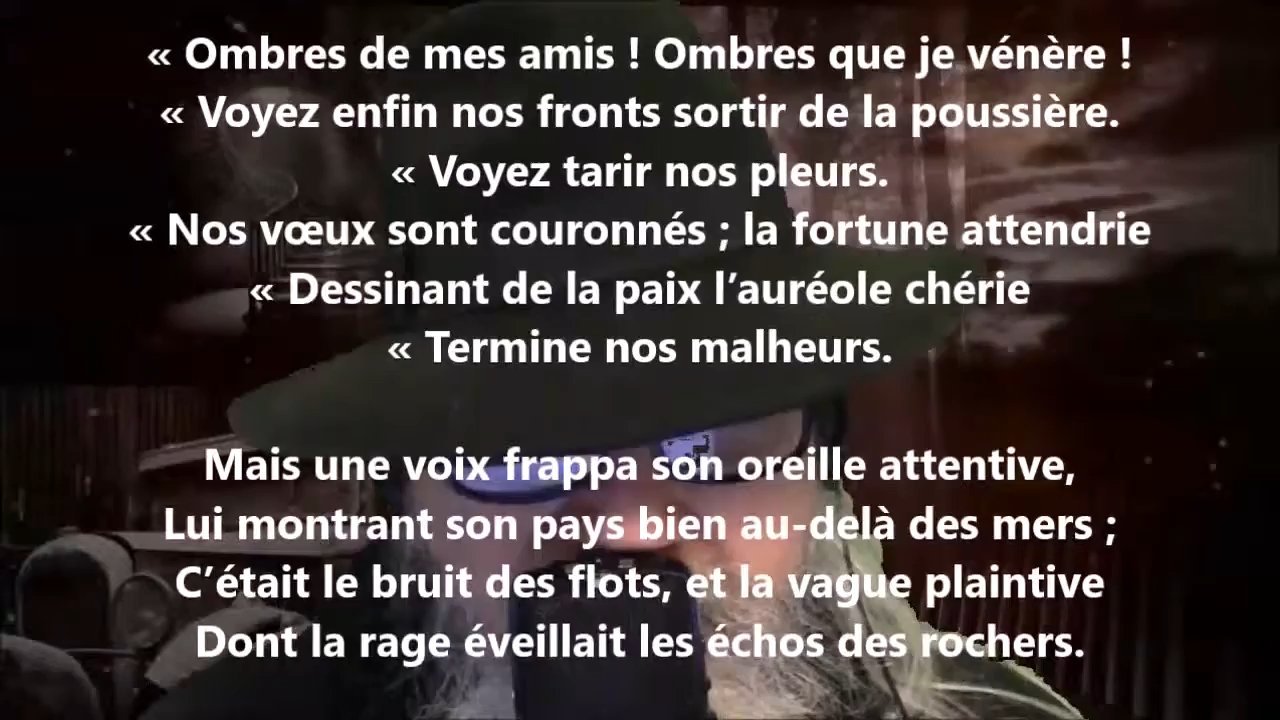 « Ombres de mes amis ! Ombres que je vénère !
« Voyez enfin nos fronts sortir de la poussière.
« Voyez tarir nos pleurs.
« Nos vœux sont couronnés ; la fortune attendrie
« Dessinant de la paix l’auréole chérie
« Termine nos malheurs.
Mais une voix frappa son oreille attentive,
Lui montrant son pays bien au-delà des mers ;
C’était le bruit des flots, et la vague plaintive
Dont la rage éveillait les échos des rochers.